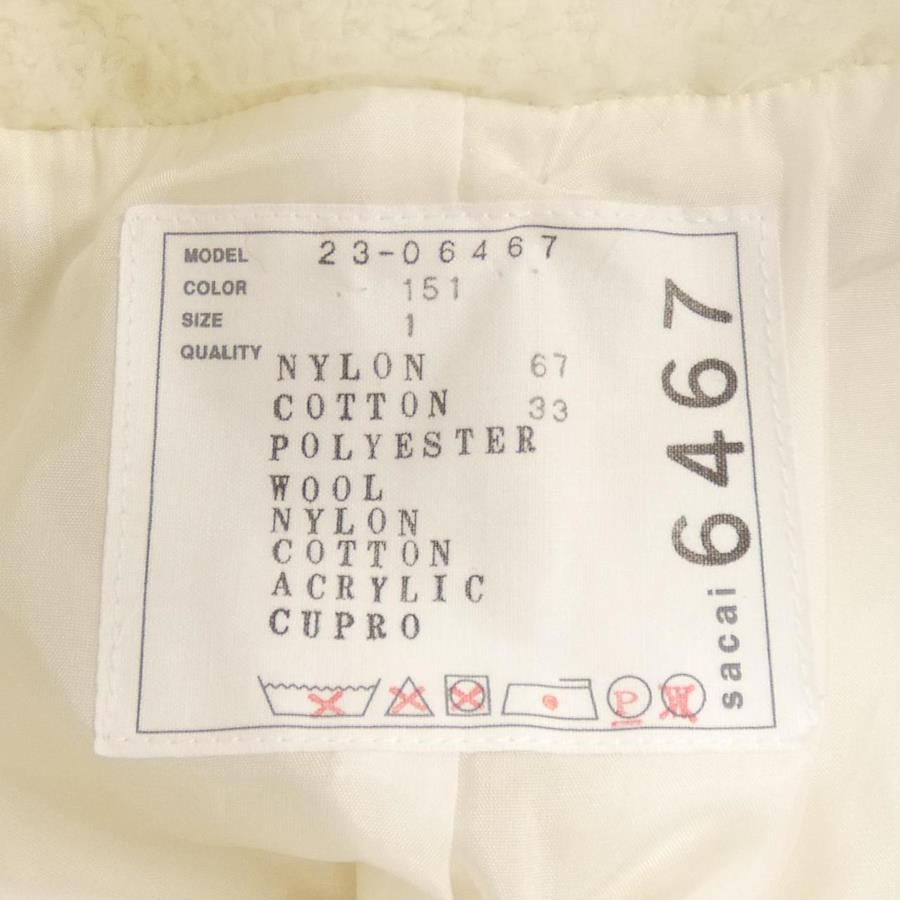 MODEL 23-06467
COLOR 151
SIZE 1
QUALITY
NYLON 67
COTTON 33
POLYESTER
WOOL
NYLON
COTTON
ACRYLIC
CUPRO
P W
sacai 6467